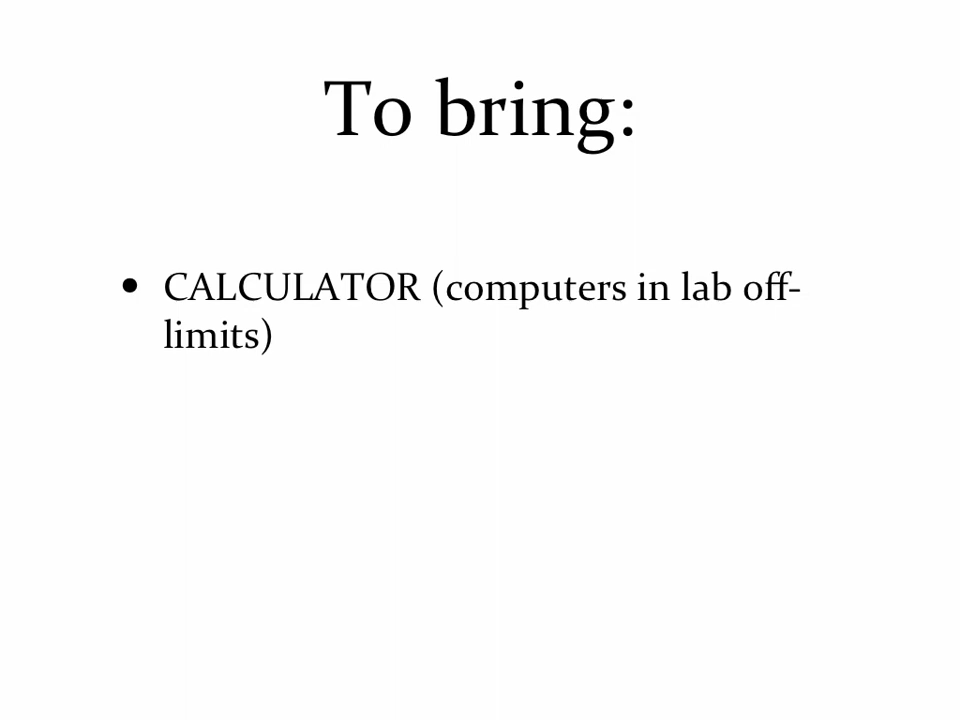 To bring:
• CALCULATOR (computers in lab off-
limits)